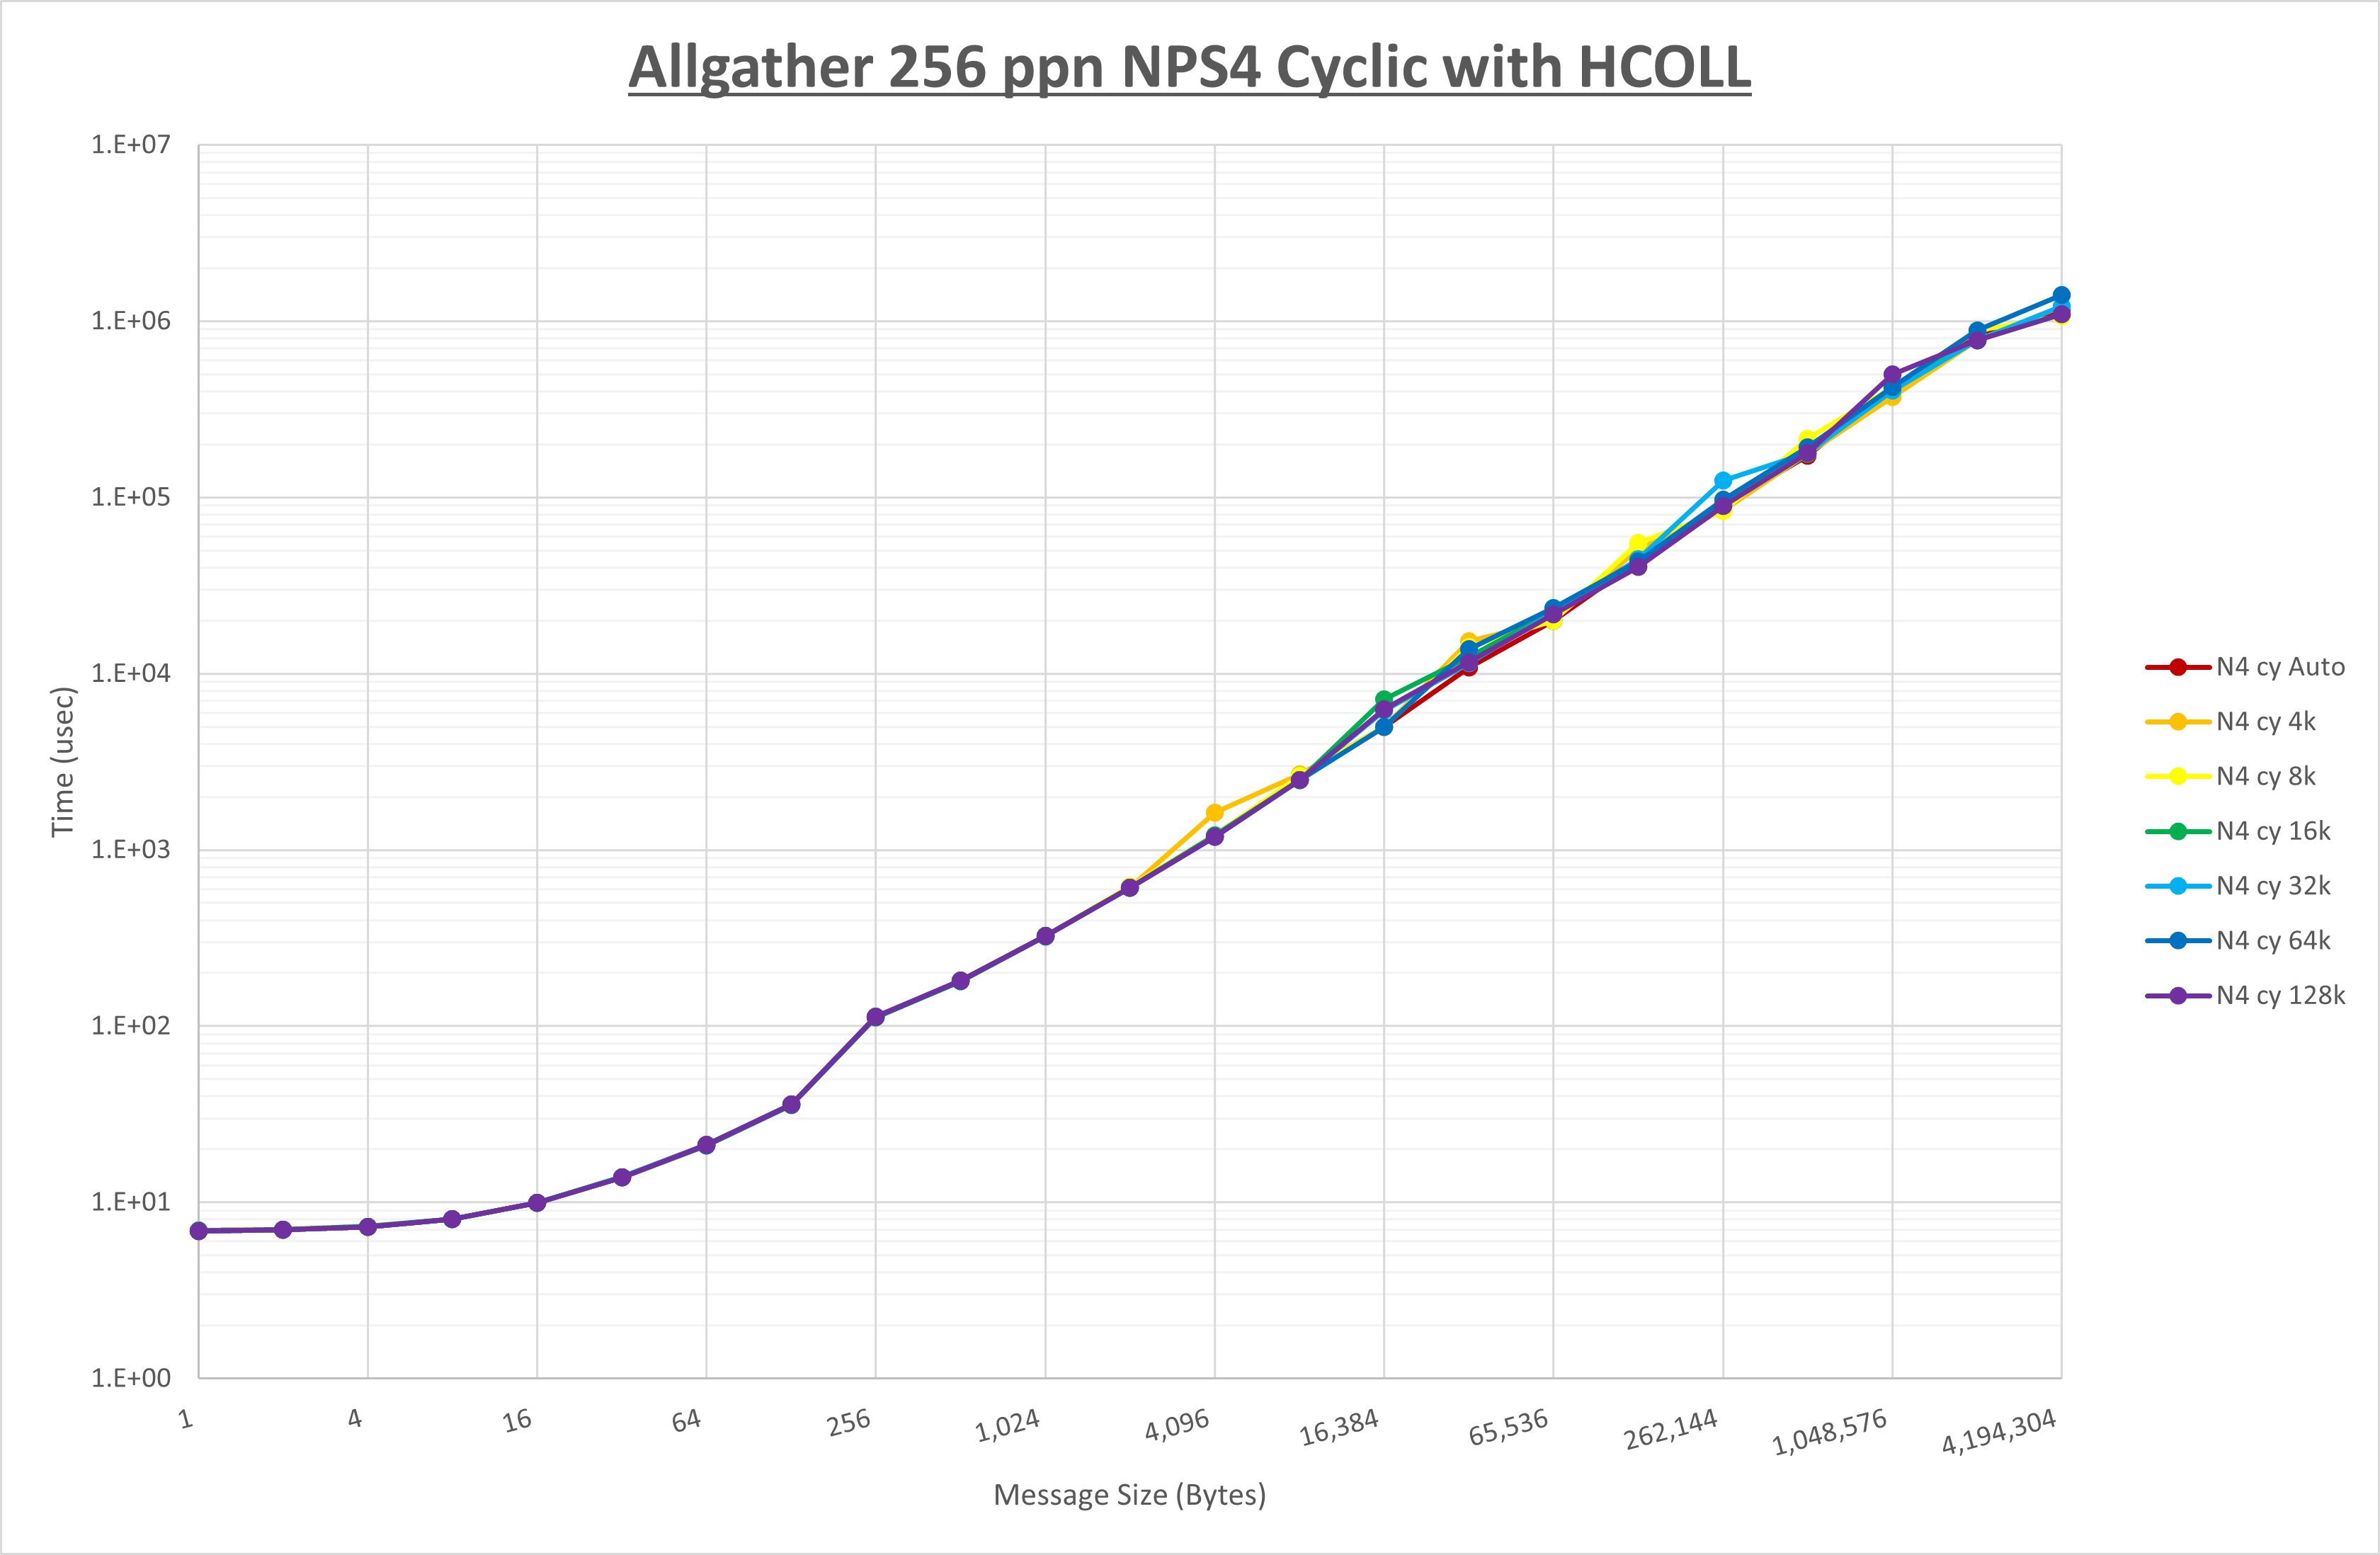 Allgather 256 ppn NPS4 Cyclic with HCOLL
1.E+07
1.E+06
1.E+05
1.E+04
1.E+03
1.E+02
1.E+01
1.E+00
Time (usec)
1
4
16
64
256
1,024
4,096
16,384
65,536
262,144
1,048,576
4,194,304
Message Size (Bytes)
N4 cy Auto
N4 cy 4k
N4 cy 8k
N4 cy 16k
N4 cy 32k
N4 cy 64k
N4 cy 128k